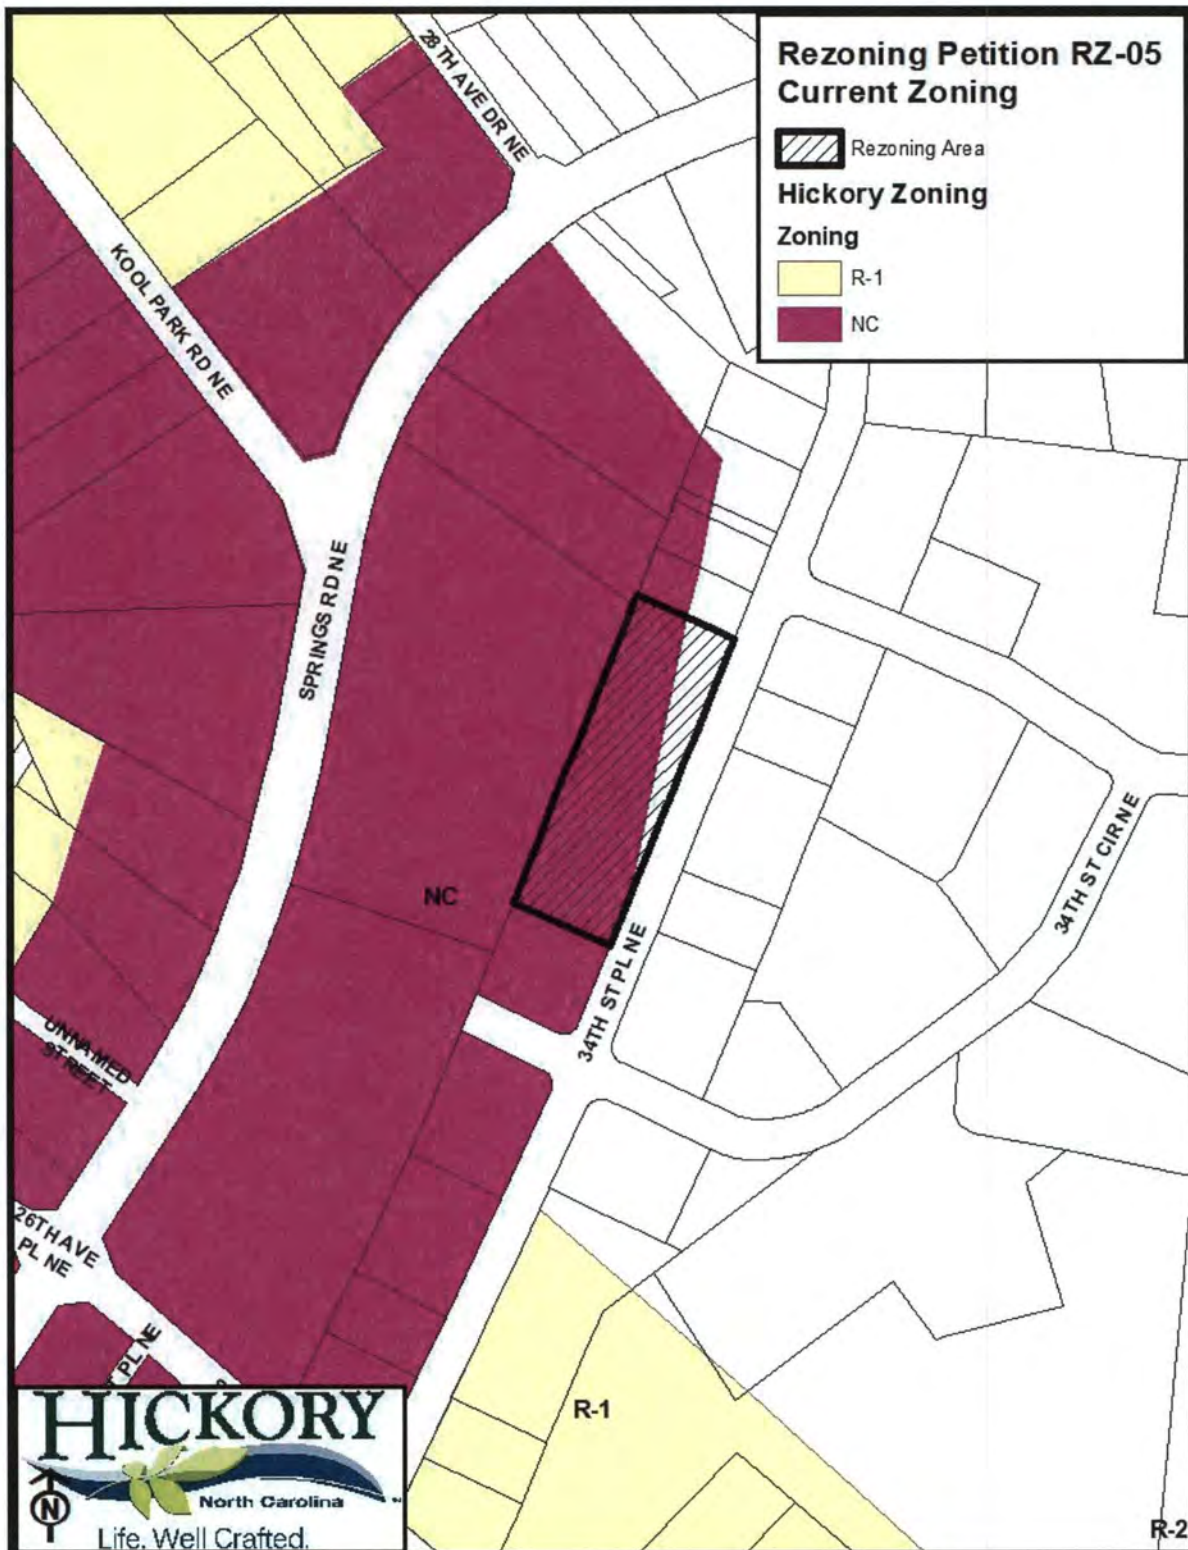 Rezoning Petition RZ-05
Current Zoning
Rezoning Area
Hickory Zoning
Zoning
R-1
NC
28TH AVE DR NE
KOOL PARK RD NE
SPRINGS RD NE
NC
34TH ST PL NE
34TH ST CIR NE
UNNAMED
STREET
26TH AVE
PL NE
PL NE
R-1
R-2
HICKORY
North Carolina
Life. Well Crafted.
N